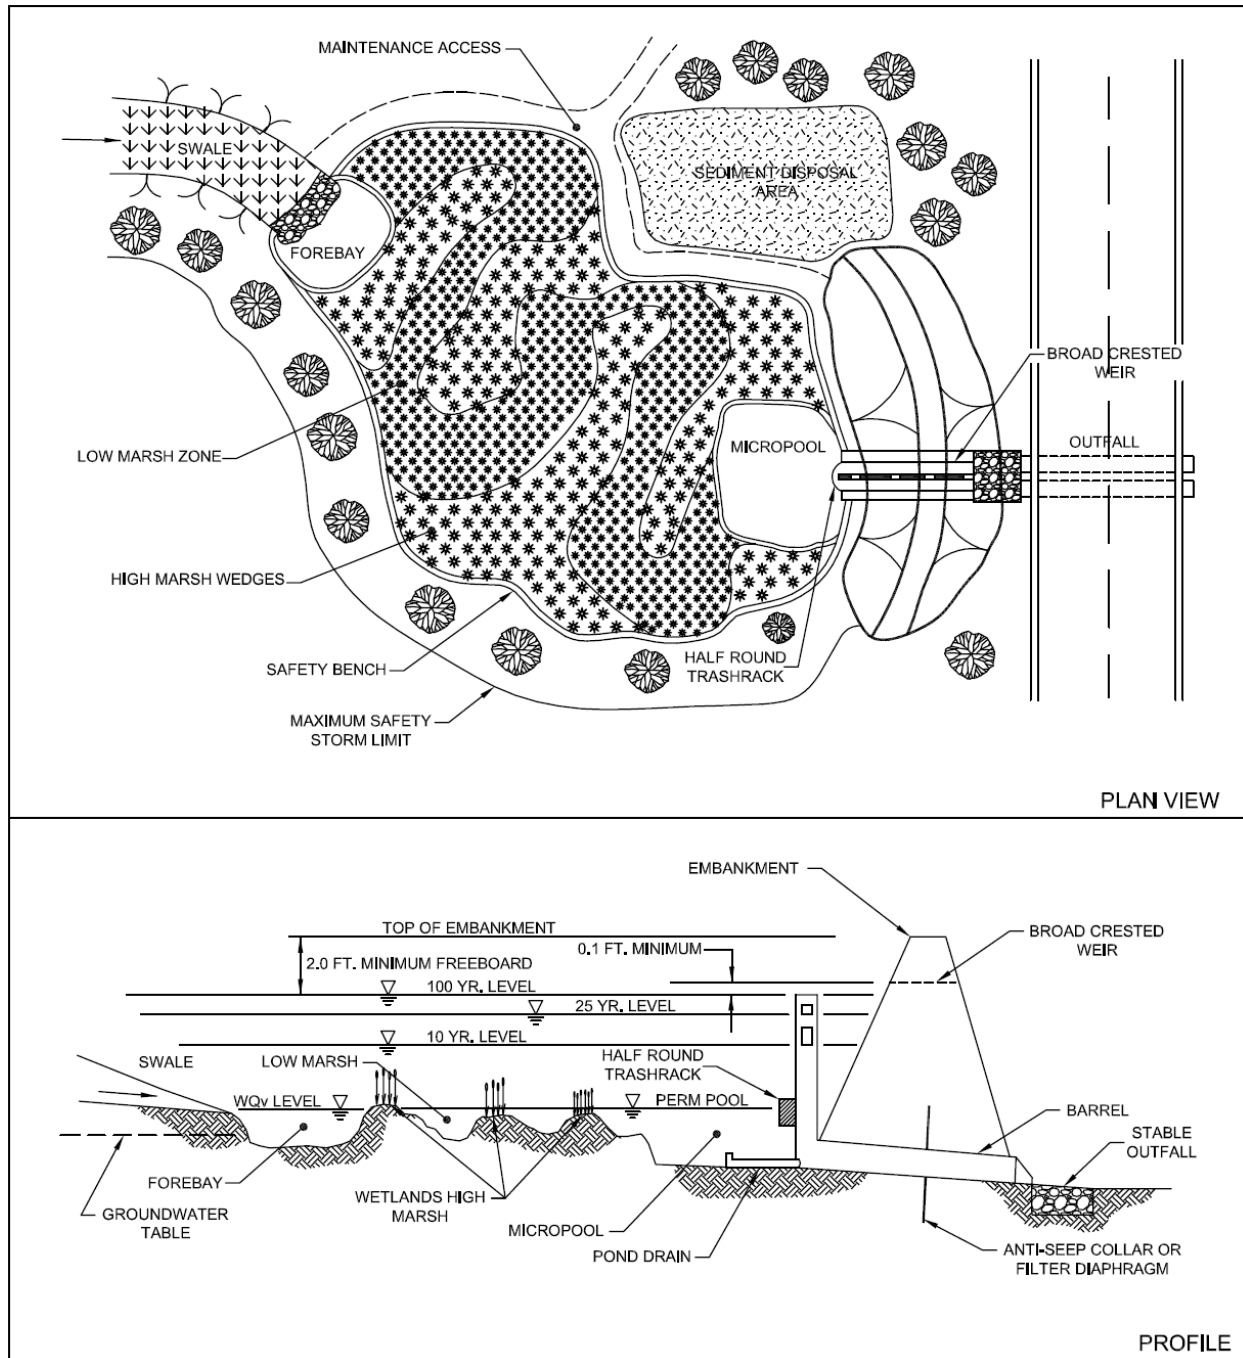 MAINTENANCE ACCESS
SWALE
SEDIMENT DISPOSAL
AREA
FOREBAY
BROAD CRESTED
WEIR
OUTFALL
MICROPOOL
LOW MARSH ZONE
HIGH MARSH WEDGES
SAFETY BENCH
HALF ROUND
TRASHRACK
MAXIMUM SAFETY
STORM LIMIT
PLAN VIEW
EMBANKMENT
TOP OF EMBANKMENT
0.1 FT. MINIMUM
BROAD CRESTED
WEIR
2.0 FT. MINIMUM FREEBOARD
100 YR. LEVEL
25 YR. LEVEL
10 YR. LEVEL
SWALE
LOW MARSH
HALF ROUND
TRASHRACK
WQv LEVEL
PERM POOL
BARREL
STABLE
OUTFALL
FOREBAY
WETLANDS HIGH
MARSH
GROUNDWATER
TABLE
MICROPOOL
POND DRAIN
ANTI-SEEP COLLAR OR
FILTER DIAPHRAGM
PROFILE